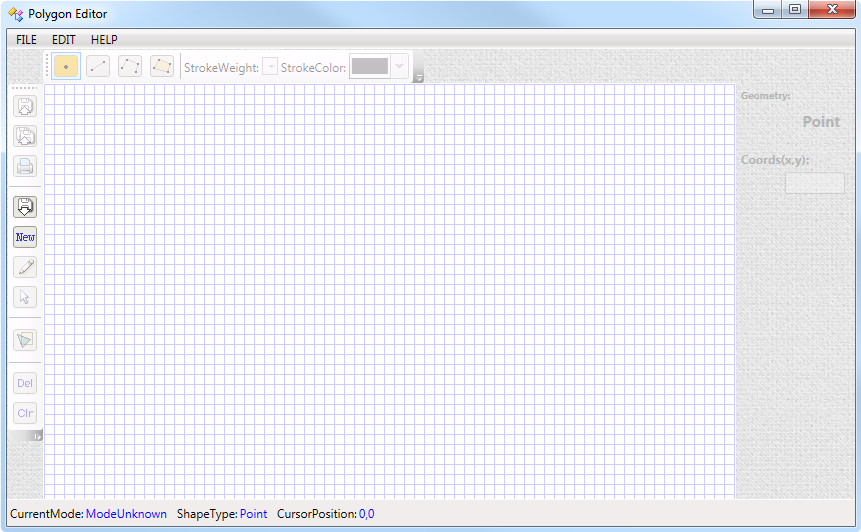 Polygon Editor
FILE EDIT HELP
StrokeWeight: StrokeColor:
Geometry:
Point
Coords(x,y):
New
Del
Clr
CurrentMode: ModeUnknown ShapeType: Point CursorPosition: 0,0